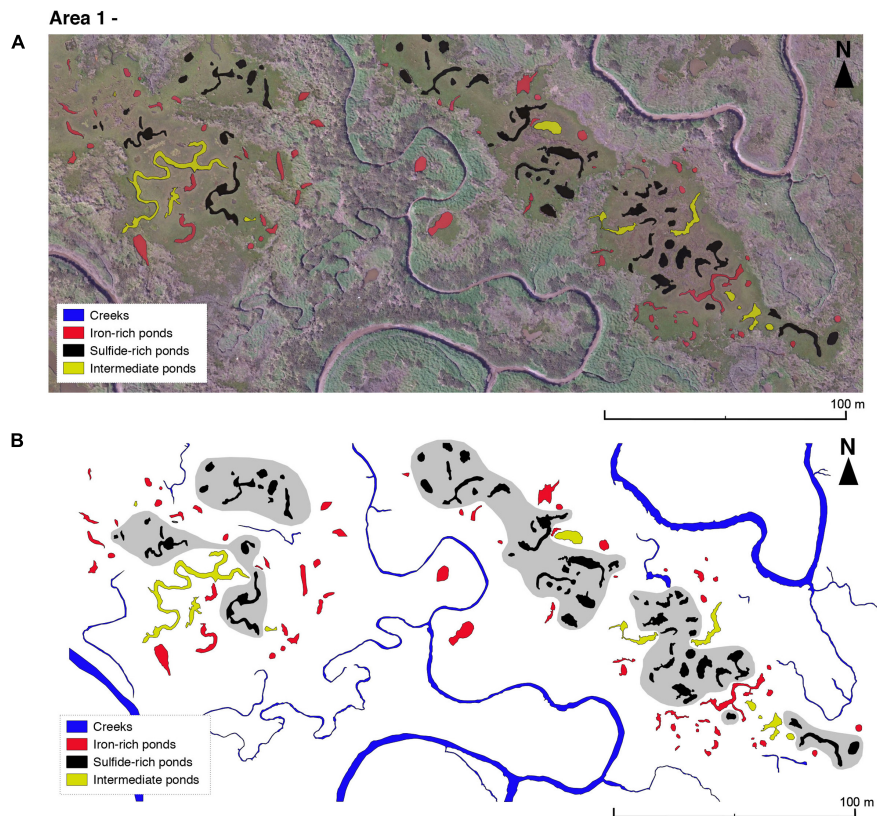 Area 1 -
A
N
Creeks
Iron-rich ponds
Sulfide-rich ponds
Intermediate ponds
100 m
B
N
Creeks
Iron-rich ponds
Sulfide-rich ponds
Intermediate ponds
100 m